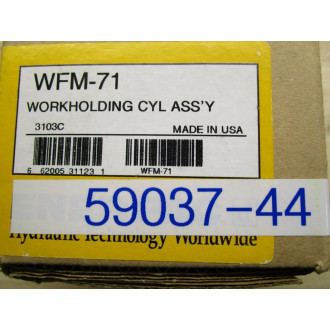 WFM-71
WORKHOLDING CYL ASS'Y
3103C MADE IN USA
6 62005 31123 1 WFM-71
59037-44
Hydraulic Technology Worldwide